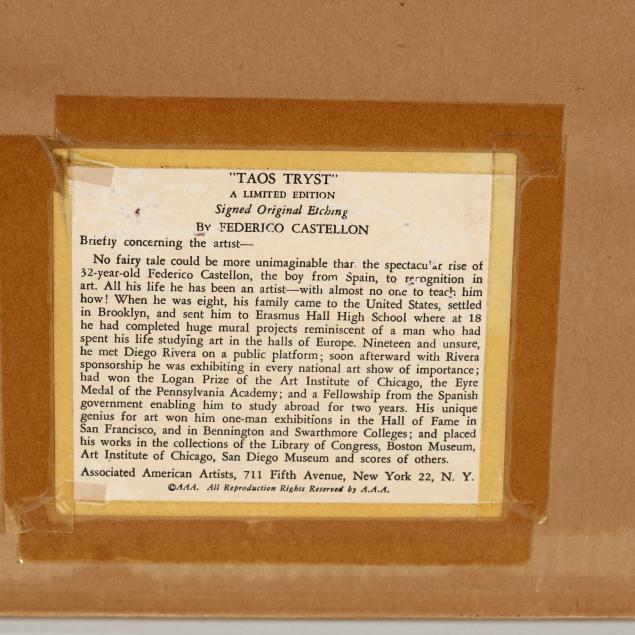 "TAOS TRYST"
A LIMITED EDITION
Signed Original Etching
BY FEDERICO CASTELLON
Briefly concerning the artist—
No fairy tale could be more unimaginable than the spectacular rise of
32-year-old Federico Castellon, the boy from Spain, to recognition in
art. All his life he has been an artist—with almost no one to teach him
how! When he was eight, his family came to the United States, settled
in Brooklyn, and sent him to Erasmus Hall High School where at 18
he had completed huge mural projects reminiscent of a man who had
spent his life studying art in the halls of Europe. Nineteen and unsure,
he met Diego Rivera on a public platform; soon afterward with Rivera
sponsorship he was exhibiting in every national art show of importance;
had won the Logan Prize of the Art Institute of Chicago, the Eyre
Medal of the Pennsylvania Academy; and a Fellowship from the Spanish
government enabling him to study abroad for two years. His unique
genius for art won him one-man exhibitions in the Hall of Fame in
San Francisco, and in Bennington and Swarthmore Colleges; and placed
his works in the collections of the Library of Congress, Boston Museum,
Art Institute of Chicago, San Diego Museum and scores of others.
Associated American Artists, 711 Fifth Avenue, New York 22, N. Y.
©AAA. All Reproduction Rights Reserved by A.A.A.